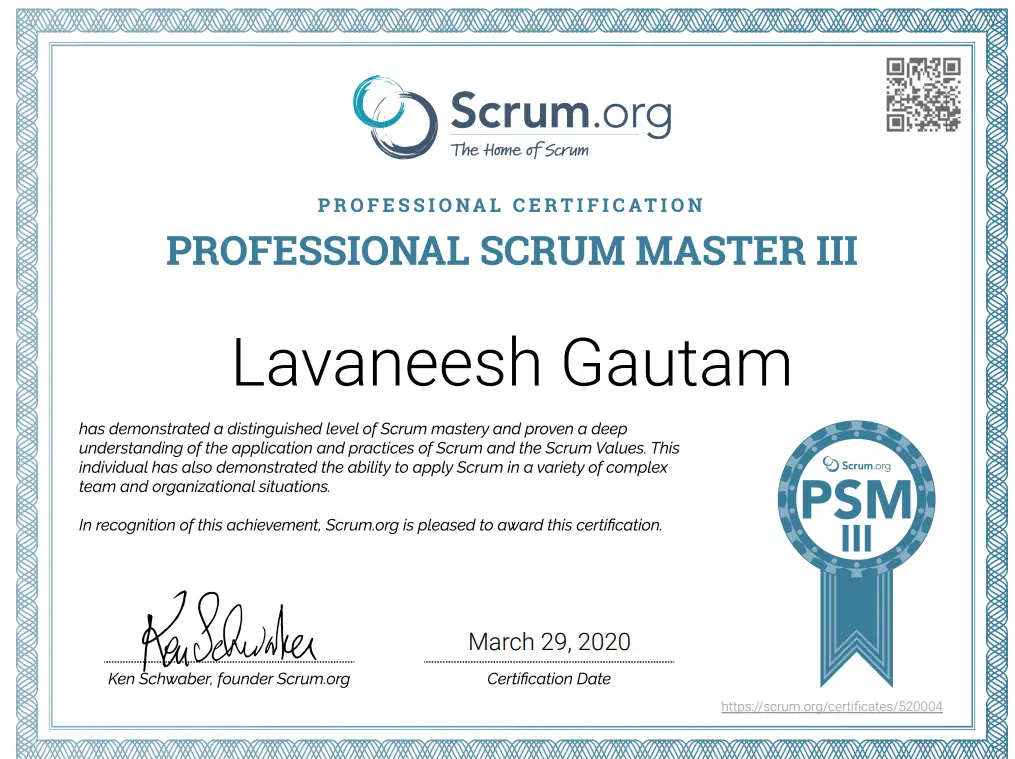 Scrum.org
The Home of Scrum
PROFESSIONAL CERTIFICATION
PROFESSIONAL SCRUM MASTER III
Lavaneesh Gautam
has demonstrated a distinguished level of Scrum mastery and proven a deep
understanding of the application and practices of Scrum and the Scrum Values. This
individual has also demonstrated the ability to apply Scrum in a variety of complex
team and organizational situations.
In recognition of this achievement, Scrum.org is pleased to award this certification.
Scrum.org
PSM
III
Ken Schwaber
March 29, 2020
Ken Schwaber, founder Scrum.org
Certification Date
https://scrum.org/certificates/520004